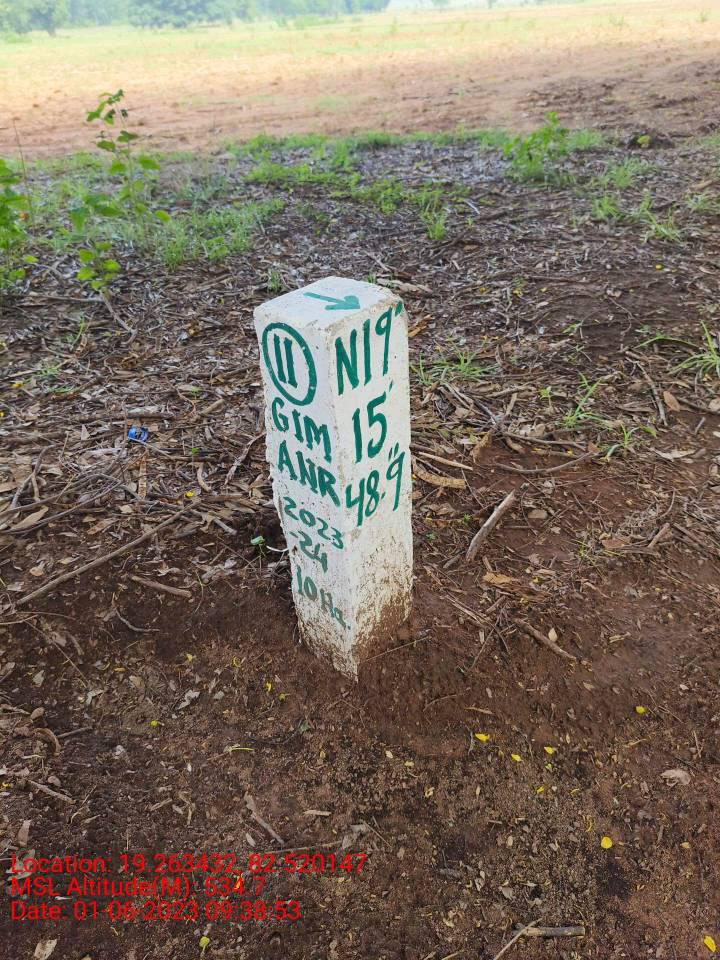 11
GIM
ANR
2023
-24
10Ha.
N19°
15'
48.9"
Location: 19.263432, 82.520147
MSL Altitude(M): 534.7
Date: 01-06-2023 09:38:53